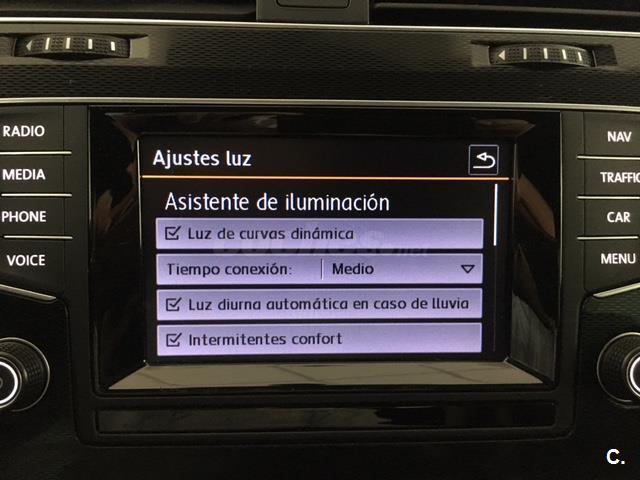 RADIO
MEDIA
PHONE
VOICE
Ajustes luz
Asistente de iluminación
Luz de curvas dinámica
Tiempo conexión: Medio
Luz diurna automática en caso de lluvia
Intermitentes confort
NAV
TRAFFIC
CAR
MENU
C.